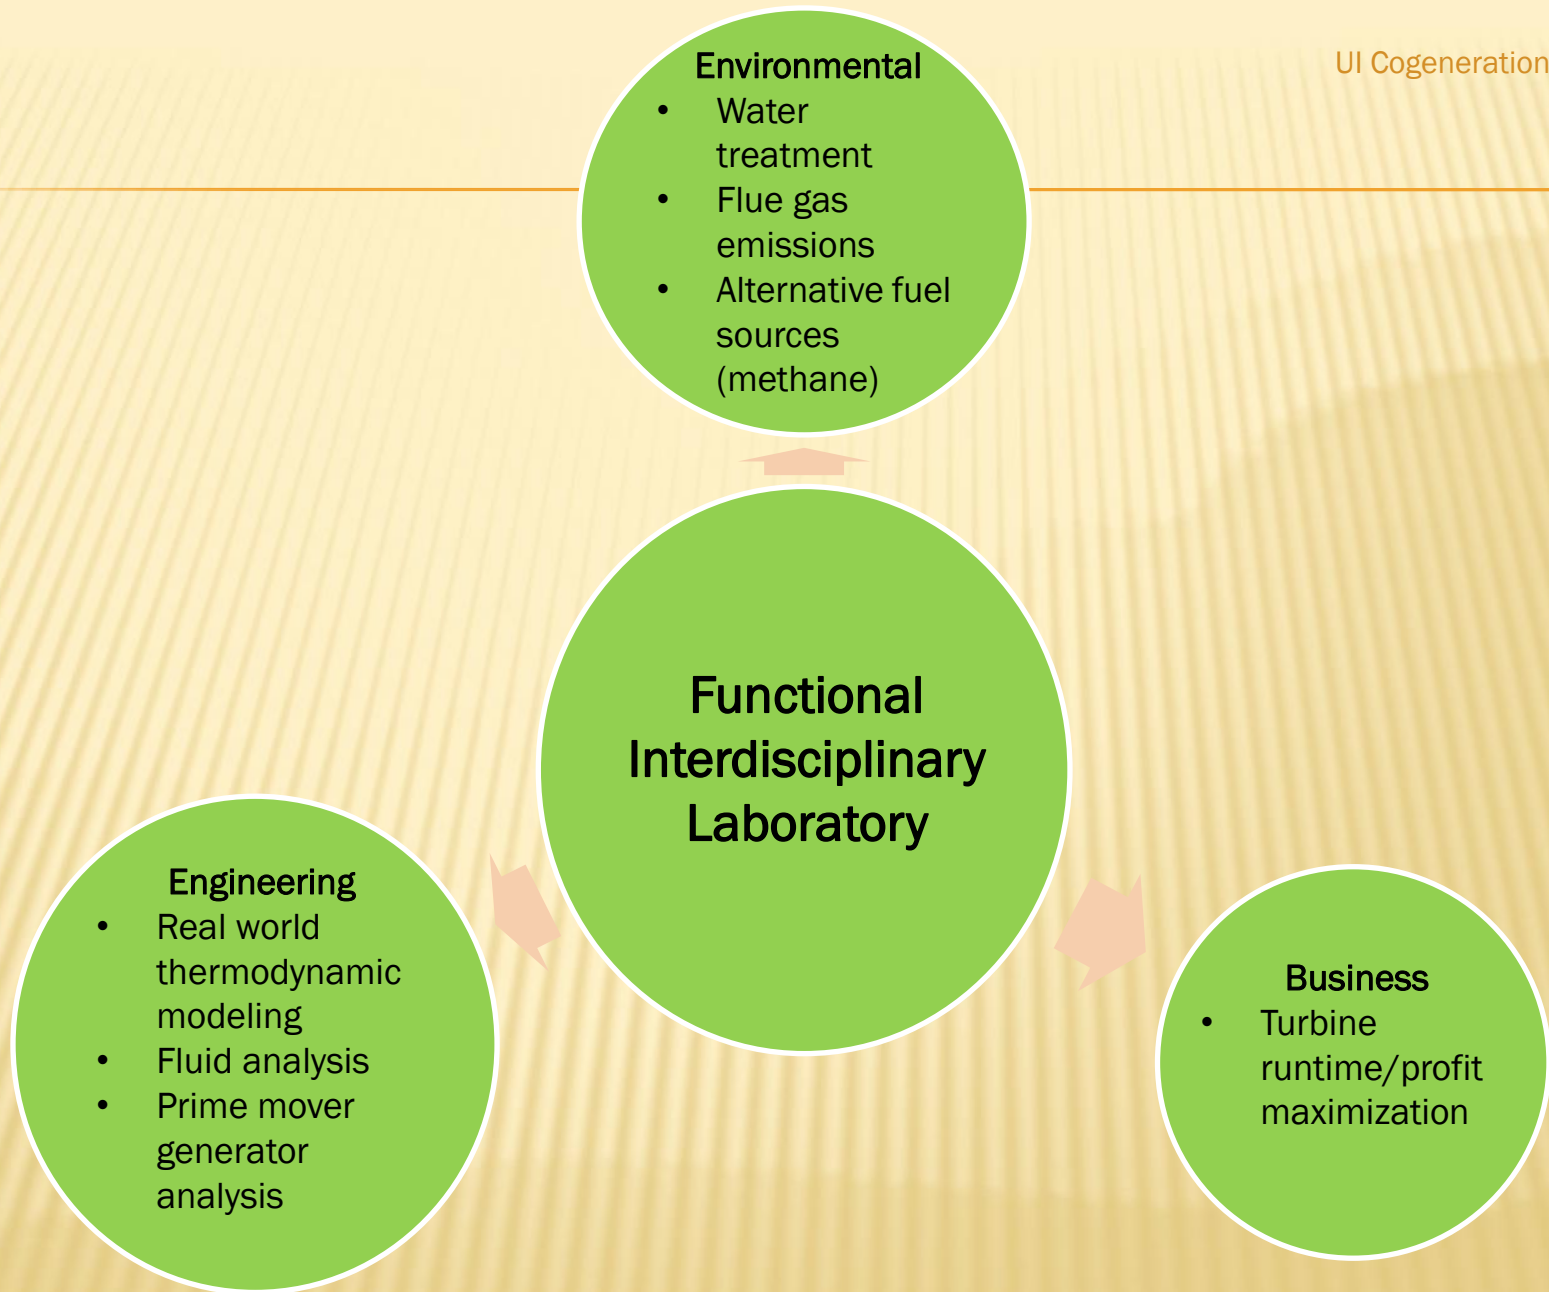 UI Cogeneration
Environmental
• Water
treatment
• Flue gas
emissions
• Alternative fuel
sources
(methane)
Functional
Interdisciplinary
Laboratory
Engineering
• Real world
thermodynamic
modeling
• Fluid analysis
• Prime mover
generator
analysis
Business
• Turbine
runtime/profit
maximization